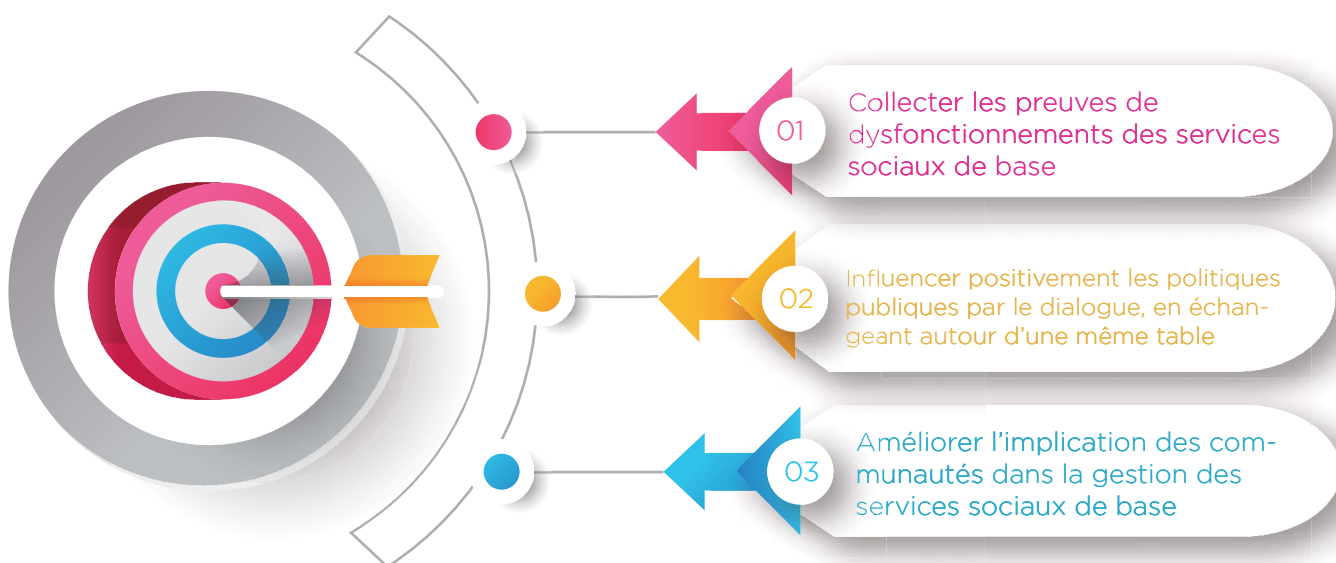 01
Collecter les preuves de
dysfonctionnements des services
sociaux de base
02
Influencer positivement les politiques
publiques par le dialogue, en échan-
geant autour d'une même table
03
Améliorer l'implication des com-
munautés dans la gestion des
services sociaux de base